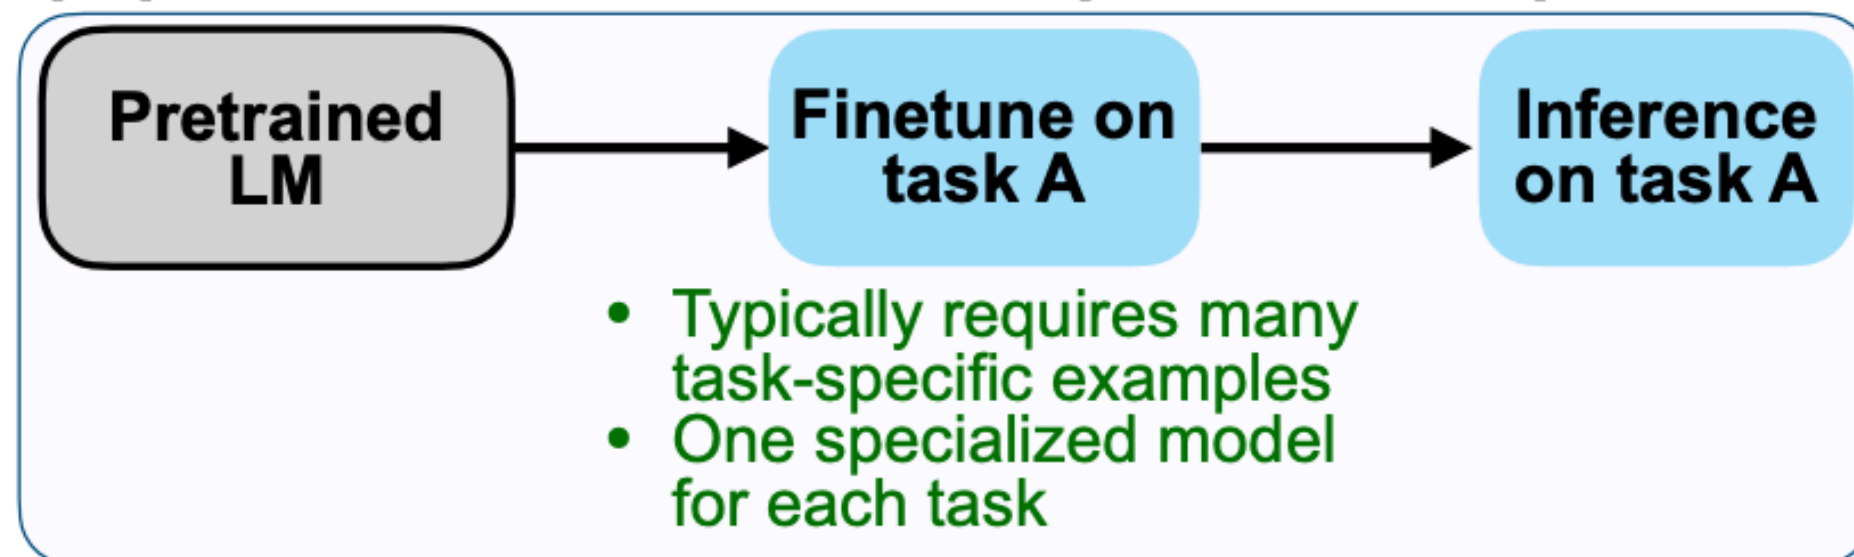 Pretrained
LM
Finetune on
task A
Inference
on task A
• Typically requires many
task-specific examples
• One specialized model
for each task